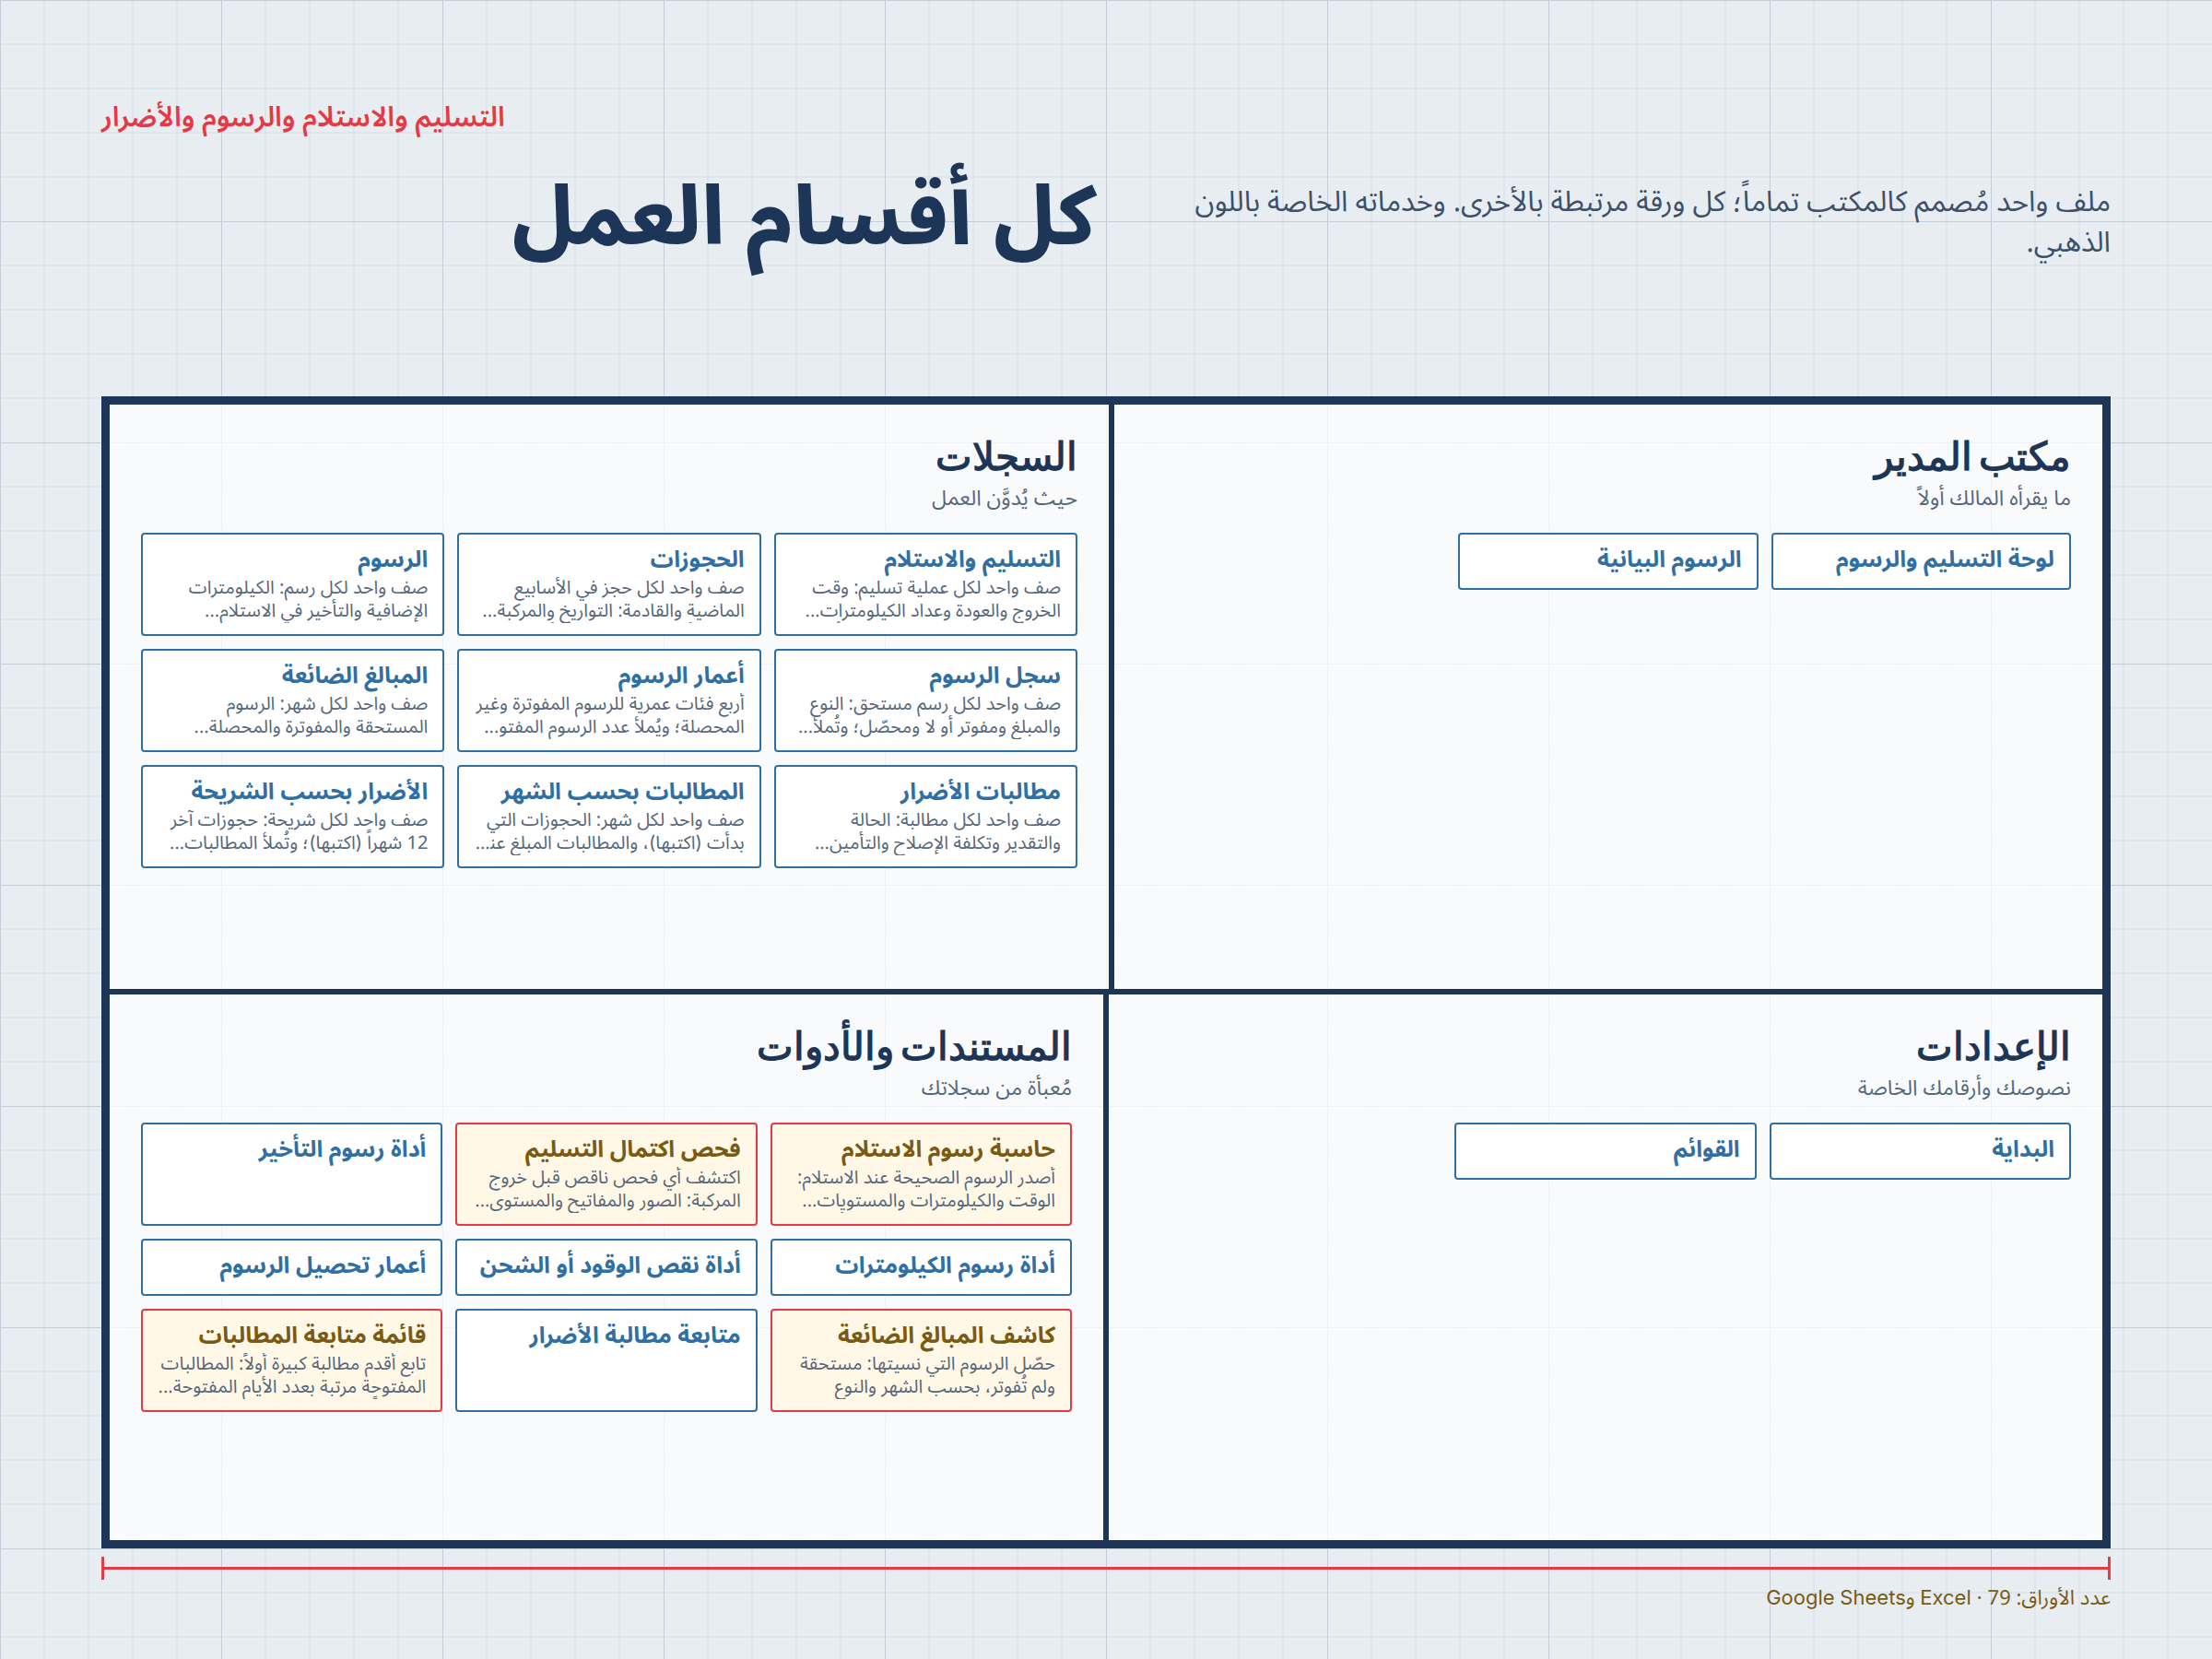 التسليم والاستلام والرسوم والأضرار
كل أقسام العمل
ملف واحد مُصمم كالمكتب تماماً؛ كل ورقة مرتبطة بالأخرى. وخدماته الخاصة باللون
الذهبي.
مكتب المدير
ما يقرأه المالك أولاً
لوحة التسليم والرسوم
الرسوم البيانية
السجلات
حيث يُدوَّن العمل
التسليم والاستلام
صف واحد لكل عملية تسليم: وقت
الخروج والعودة وعداد الكيلومترات...
الحجوزات
صف واحد لكل حجز في الأسابيع
الماضية والقادمة: التواريخ والمركبة...
الرسوم
صف واحد لكل رسم: الكيلومترات
الإضافية والتأخير في الاستلام...
سجل الرسوم
صف واحد لكل رسم مستحق: النوع
والمبلغ ومفوتر أو لا ومحصّل؛ وتُملأ...
أعمار الرسوم
أربع فئات عمرية للرسوم المفوترة وغير
المحصلة؛ ويُملأ عدد الرسوم المفتو...
المبالغ الضائعة
صف واحد لكل شهر: الرسوم
المستحقة والمفوترة والمحصلة...
مطالبات الأضرار
صف واحد لكل مطالبة: الحالة
والتقدير وتكلفة الإصلاح والتأمين...
المطالبات بحسب الشهر
صف واحد لكل شهر: الحجوزات التي
بدأت (اكتبها)، والمطالبات المبلغ عنـ...
الأضرار بحسب الشريحة
صف واحد لكل شريحة: حجوزات آخر
12 شهراً (اكتبها)؛ وتُملأ المطالبات...
الإعدادات
نصوصك وأرقامك الخاصة
البداية
القوائم
المستندات والأدوات
مُعبأة من سجلاتك
حاسبة رسوم الاستلام
أصدر الرسوم الصحيحة عند الاستلام:
الوقت والكيلومترات والمستويات...
فحص اكتمال التسليم
اكتشف أي فحص ناقص قبل خروج
المركبة: الصور والمفاتيح والمستوى...
أداة رسوم التأخير
أداة رسوم الكيلومترات
أداة نقص الوقود أو الشحن
أعمار تحصيل الرسوم
كاشف المبالغ الضائعة
حصّل الرسوم التي نسيتها: مستحقة
ولم تُفوتر، بحسب الشهر والنوع
متابعة مطالبة الأضرار
قائمة متابعة المطالبات
تابع أقدم مطالبة كبيرة أولاً: المطالبات
المفتوحة مرتبة بعدد الأيام المفتوحة...
عدد الأوراق: 79 · Excel وGoogle Sheets